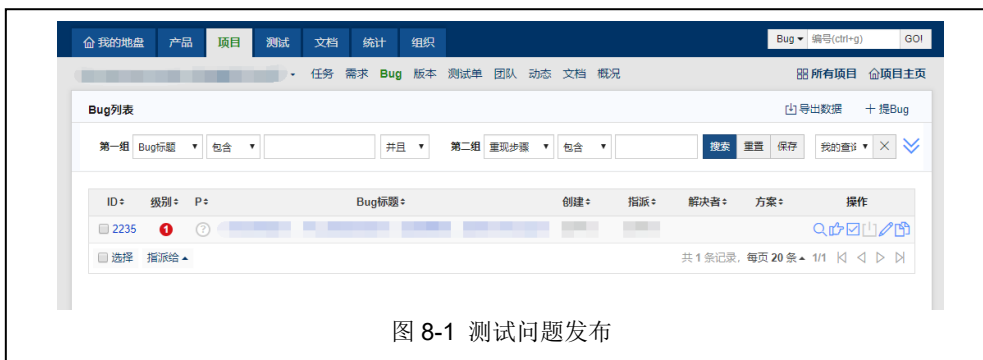 我的地盘 产品 项目 测试 文档 统计 组织 Bug 编号(ctrl+g) GO!
任务 需求 Bug 版本 测试单 团队 动态 文档 概况 所有项目 项目主页
Bug列表 导出数据 + 提Bug
第一组 Bug标题 包含 并且 第二组 重现步骤 包含 搜索 重置 保存
ID 级别 P Bug标题 创建 指派 解决者 方案 操作
2235 1 ?
选择 指派给 共 1 条记录, 每页 20 条 1/1
图 8-1 测试问题发布